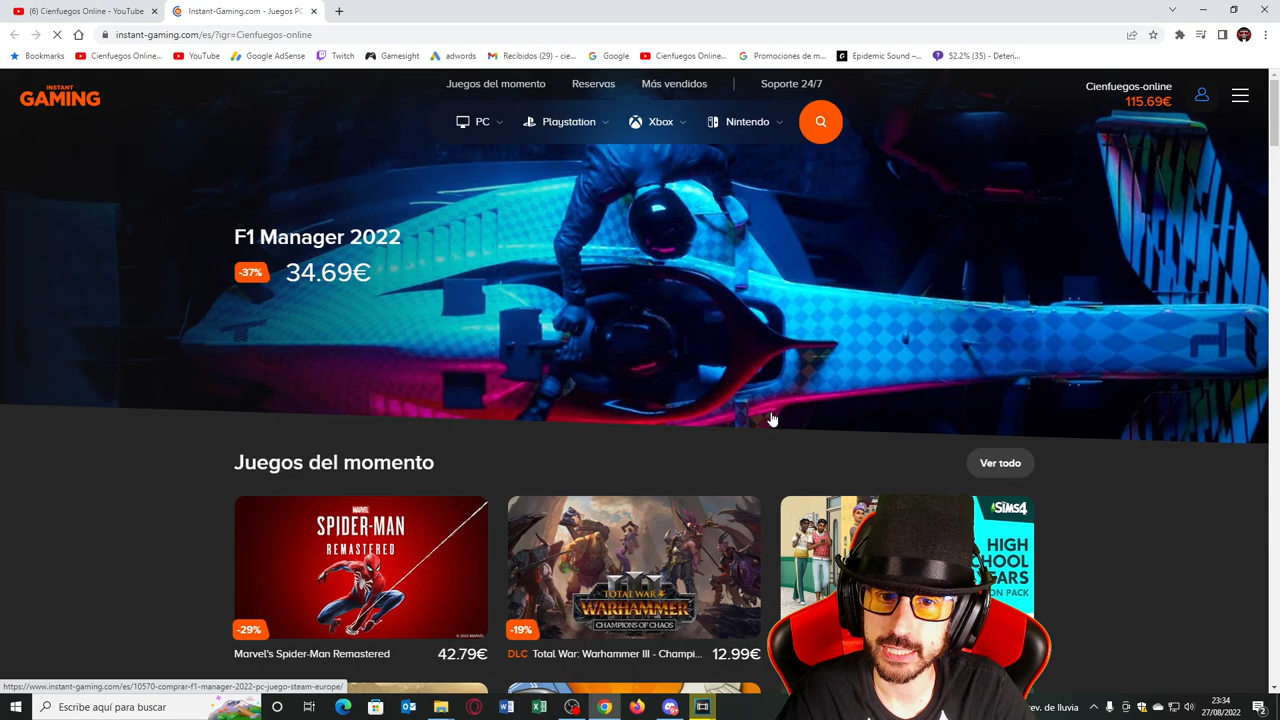 (6) Cienfuegos Online - YouTube
Instant-Gaming.com - Juegos PC
instant-gaming.com/es/?igr=Cienfuegos-online
Bookmarks
Cienfuegos Online...
YouTube
Google AdSense
Twitch
Gamesight
adwords
Recibidos (29) - cie...
Google
Cienfuegos Online...
Promociones de m...
Epidemic Sound –...
52.2% (35) - Deteri...
INSTANT
GAMING
Juegos del momento
Reservas
Más vendidos
Soporte 24/7
Cienfuegos-online
115.69€
PC
Playstation
Xbox
Nintendo
F1 Manager 2022
-37%
34.69€
Juegos del momento
Ver todo
MARVEL
SPIDER-MAN
REMASTERED
-29%
© 2022 MARVEL
Marvel's Spider-Man Remastered
42.79€
TOTAL WAR
WARHAMMER
CHAMPIONS OF CHAOS
-19%
DLC Total War: Warhammer III - Champi...
12.99€
SIMS4
HIGH
https://www.instant-gaming.com/es/10570-comprar-f1-manager-2022-pc-juego-steam-europe/
Escribe aquí para buscar
rev. de lluvia
23:34
27/08/2022
2